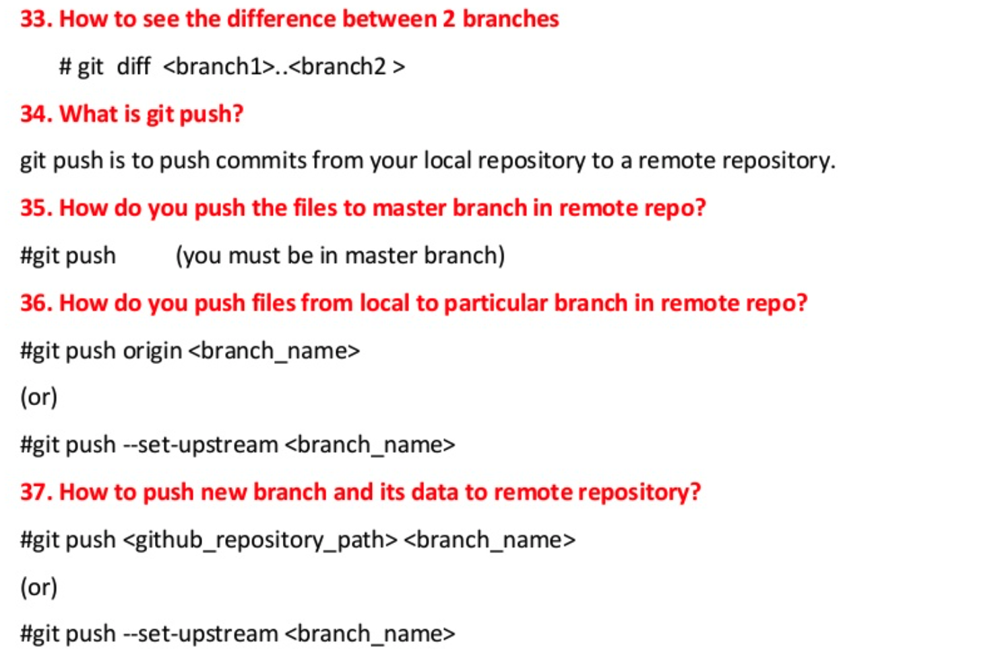 33. How to see the difference between 2 branches
# git diff <branch1>..<branch2 >
34. What is git push?
git push is to push commits from your local repository to a remote repository.
35. How do you push the files to master branch in remote repo?
#git push (you must be in master branch)
36. How do you push files from local to particular branch in remote repo?
#git push origin <branch_name>
(or)
#git push --set-upstream <branch_name>
37. How to push new branch and its data to remote repository?
#git push <github_repository_path> <branch_name>
(or)
#git push --set-upstream <branch_name>